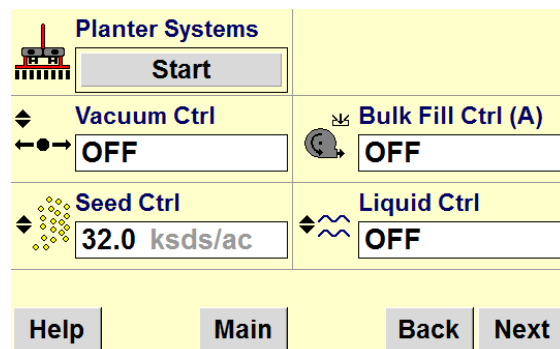 Planter Systems
Start
Vacuum Ctrl
OFF
Bulk Fill Ctrl (A)
OFF
Seed Ctrl
32.0 ksds/ac
Liquid Ctrl
OFF
Help Main Back Next